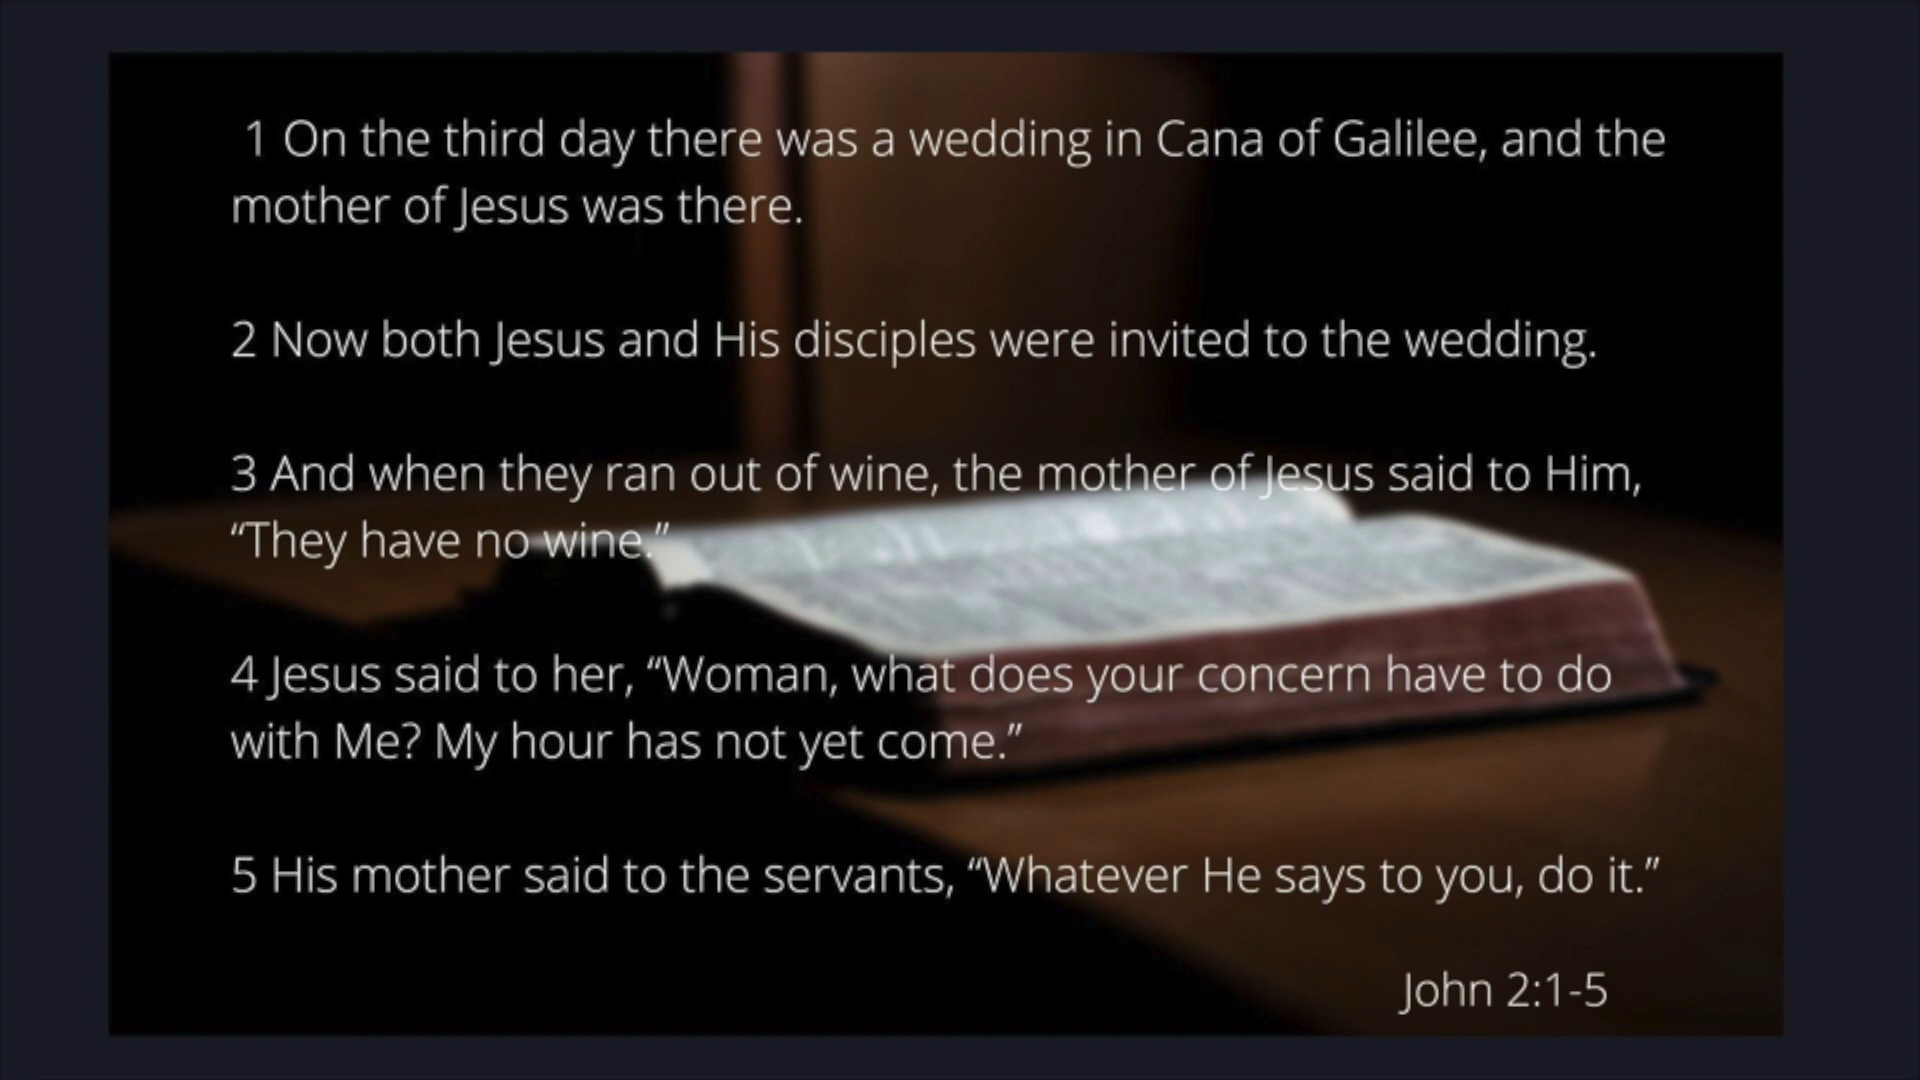 1 On the third day there was a wedding in Cana of Galilee, and the
mother of Jesus was there.
2 Now both Jesus and His disciples were invited to the wedding.
3 And when they ran out of wine, the mother of Jesus said to Him,
“They have no wine.”
4 Jesus said to her, “Woman, what does your concern have to do
with Me? My hour has not yet come.”
5 His mother said to the servants, “Whatever He says to you, do it.”
John 2:1-5